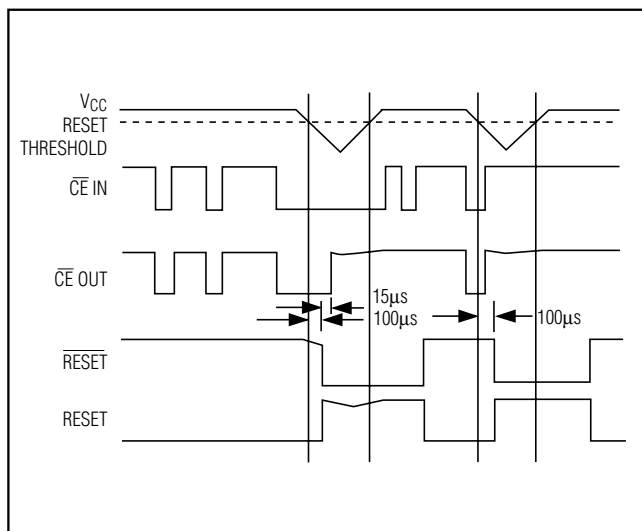 VCC
RESET
THRESHOLD
CE IN
CE OUT
15µs
100µs
100µs
RESET
RESET